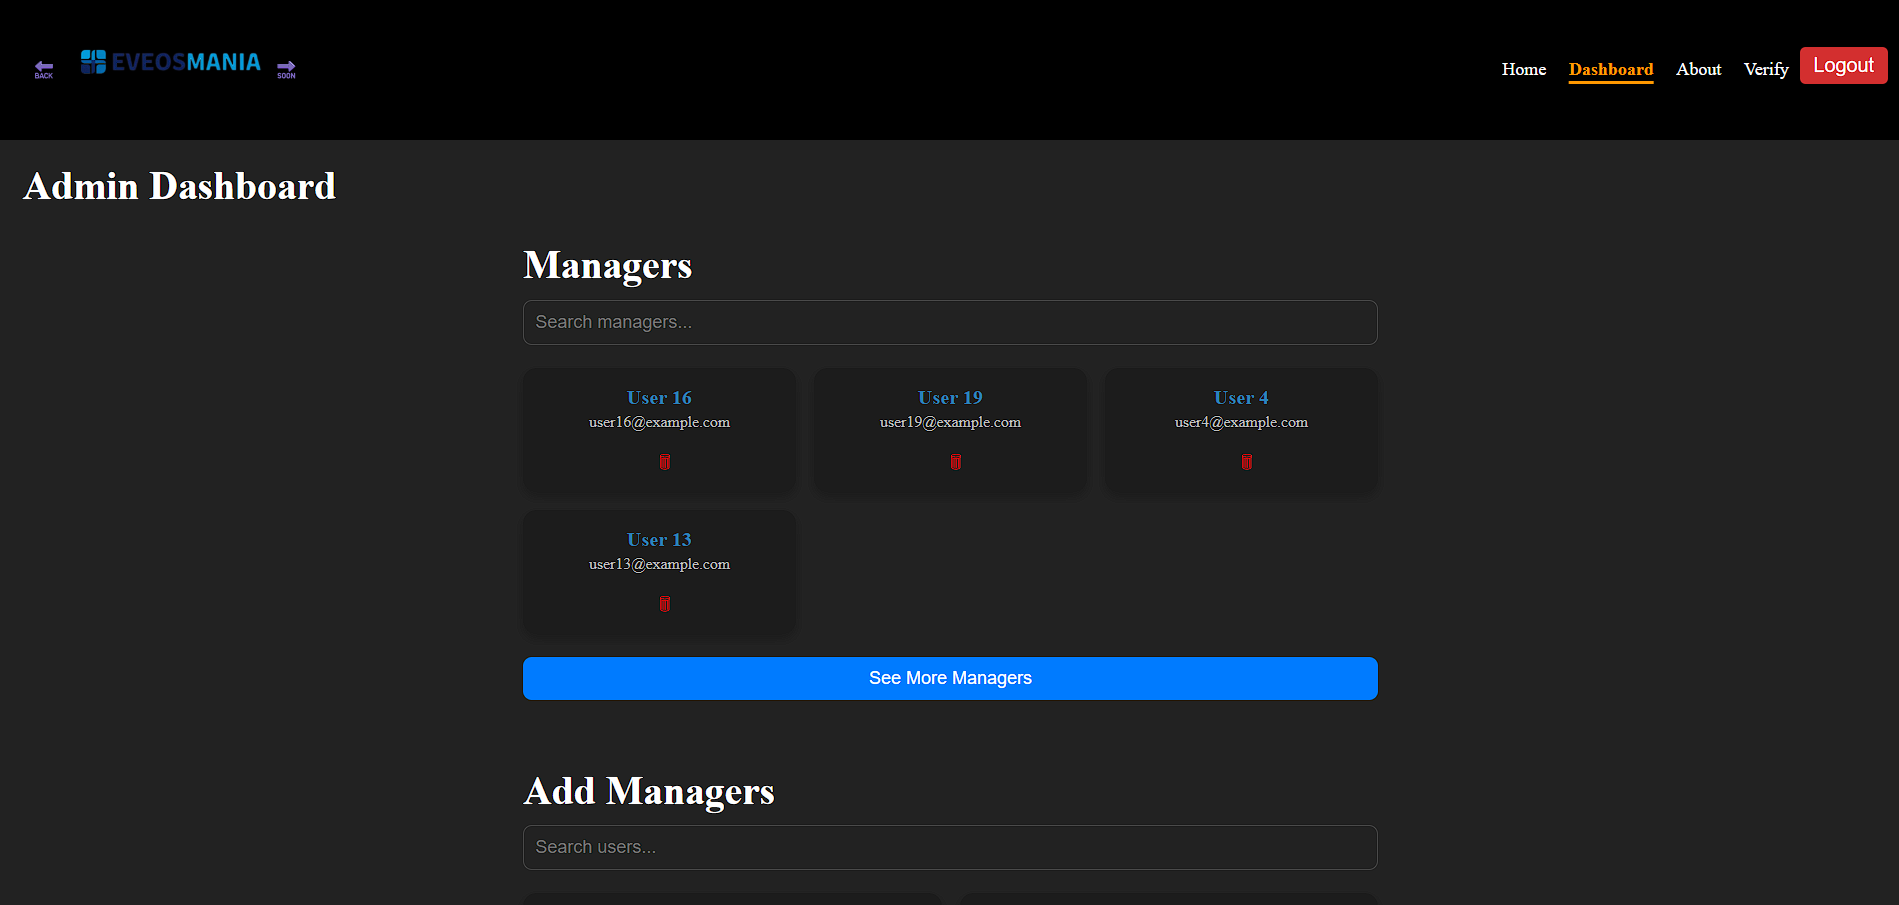 BACK
EVEOSMANIA
SOON
Home Dashboard About Verify Logout
Admin Dashboard
Managers
Search managers...
User 16
user16@example.com
User 19
user19@example.com
User 4
user4@example.com
User 13
user13@example.com
See More Managers
Add Managers
Search users...